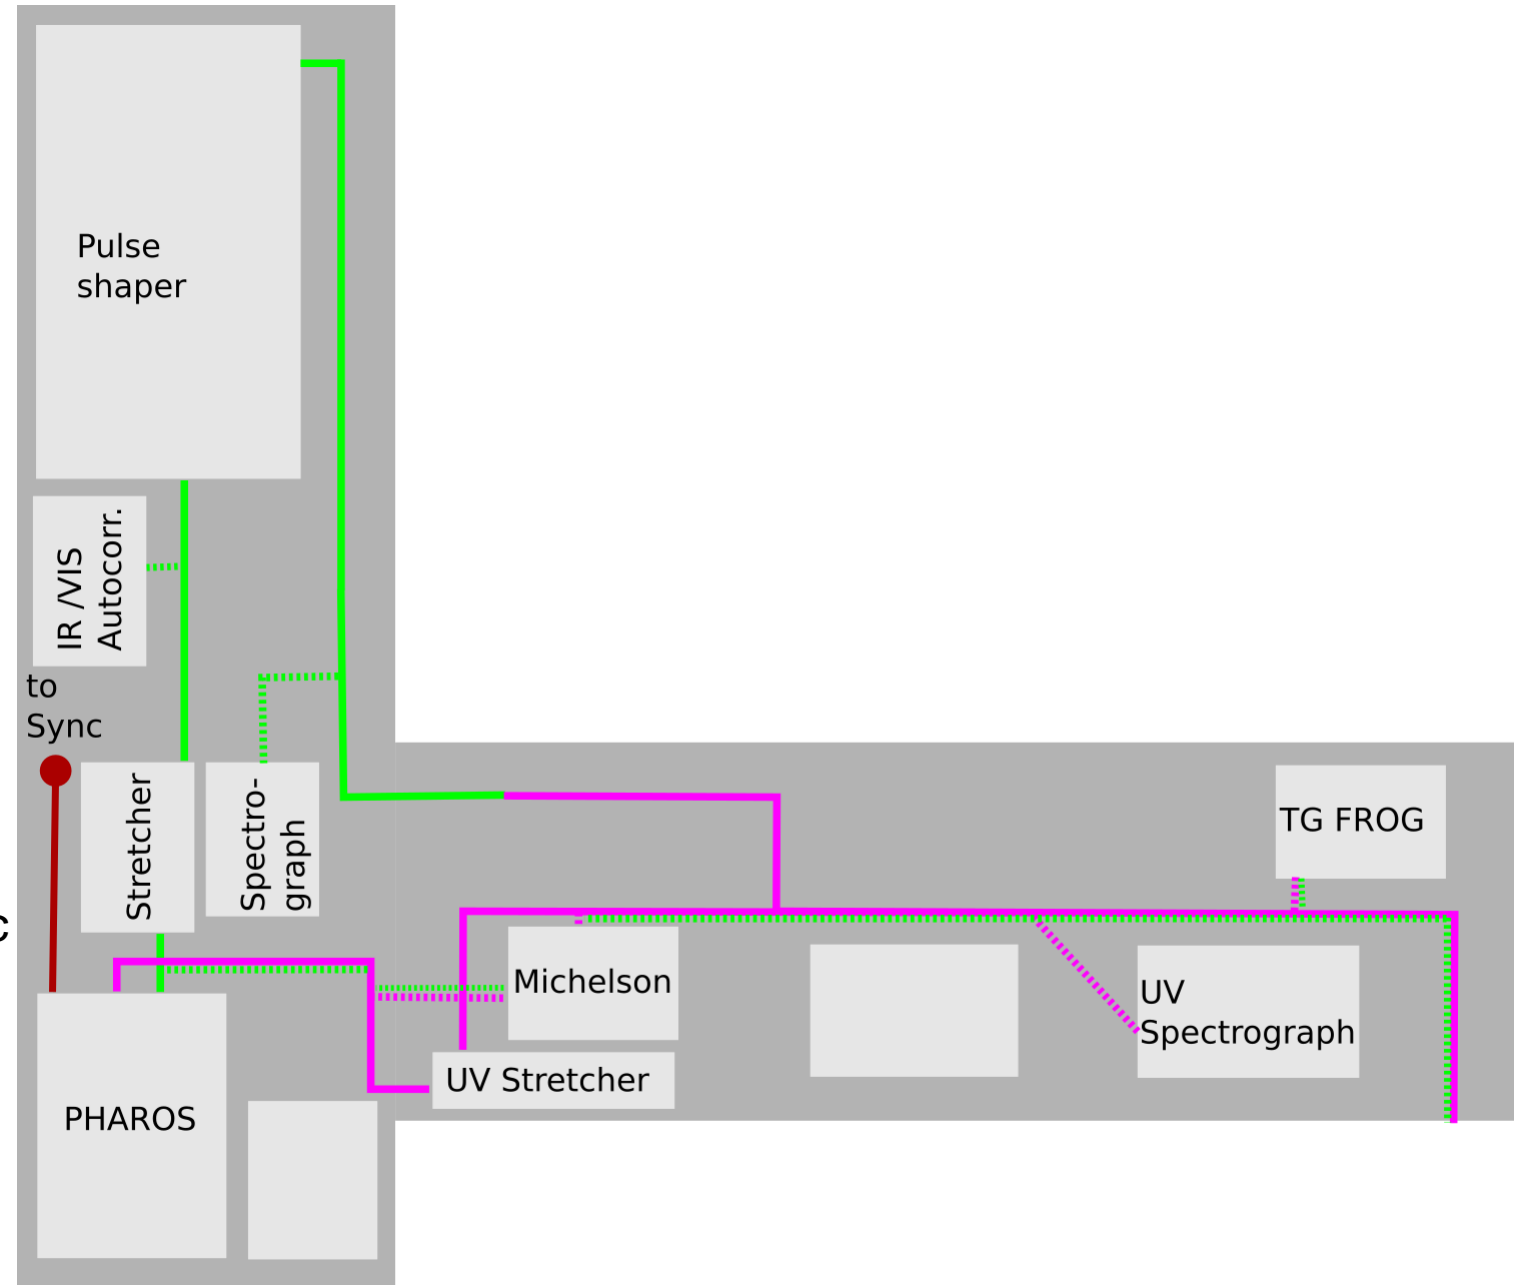 Pulse
shaper
IR /VIS
Autocorr.
to
Sync
Stretcher
Spectro-
graph
TG FROG
c
Michelson
UV
Spectrograph
UV Stretcher
PHAROS